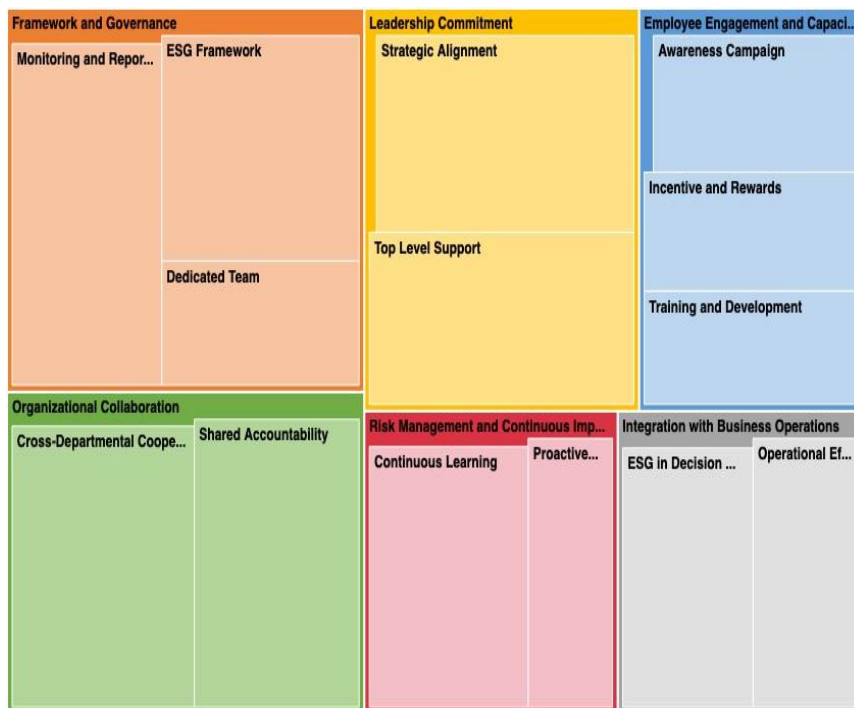 Framework and Governance
Monitoring and Repor...
ESG Framework
Dedicated Team
Leadership Commitment
Strategic Alignment
Top Level Support
Employee Engagement and Capaci...
Awareness Campaign
Incentive and Rewards
Training and Development
Organizational Collaboration
Cross-Departmental Coope...
Shared Accountability
Risk Management and Continuous Imp...
Continuous Learning
Proactive...
Integration with Business Operations
ESG in Decision ...
Operational Ef...